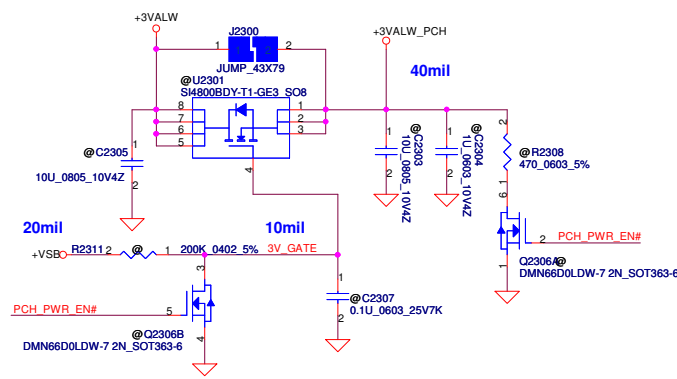 +3VALW
J2300
1
2
1
2
JUMP_43X79
+3VALW_PCH
40mil
@U2301
SI4800BDY-T1-GE3_SO8
8
7
6
5
1
2
3
4
@C2305
1
2
10U_0805_10V4Z
@C2303
1
2
10U_0805_10V4Z
@C2304
1
2
1U_0603_10V4Z
2
@R2308
470_0603_5%
1
6
2
PCH_PWR_EN#
1
Q2306A@
DMN66D0LDW-7 2N_SOT363-6
20mil
10mil
+VSB
R2311
2
@
1
200K_0402_5%
3V_GATE
3
PCH_PWR_EN#
5
4
@Q2306B
DMN66D0LDW-7 2N_SOT363-6
1
@C2307
0.1U_0603_25V7K
2